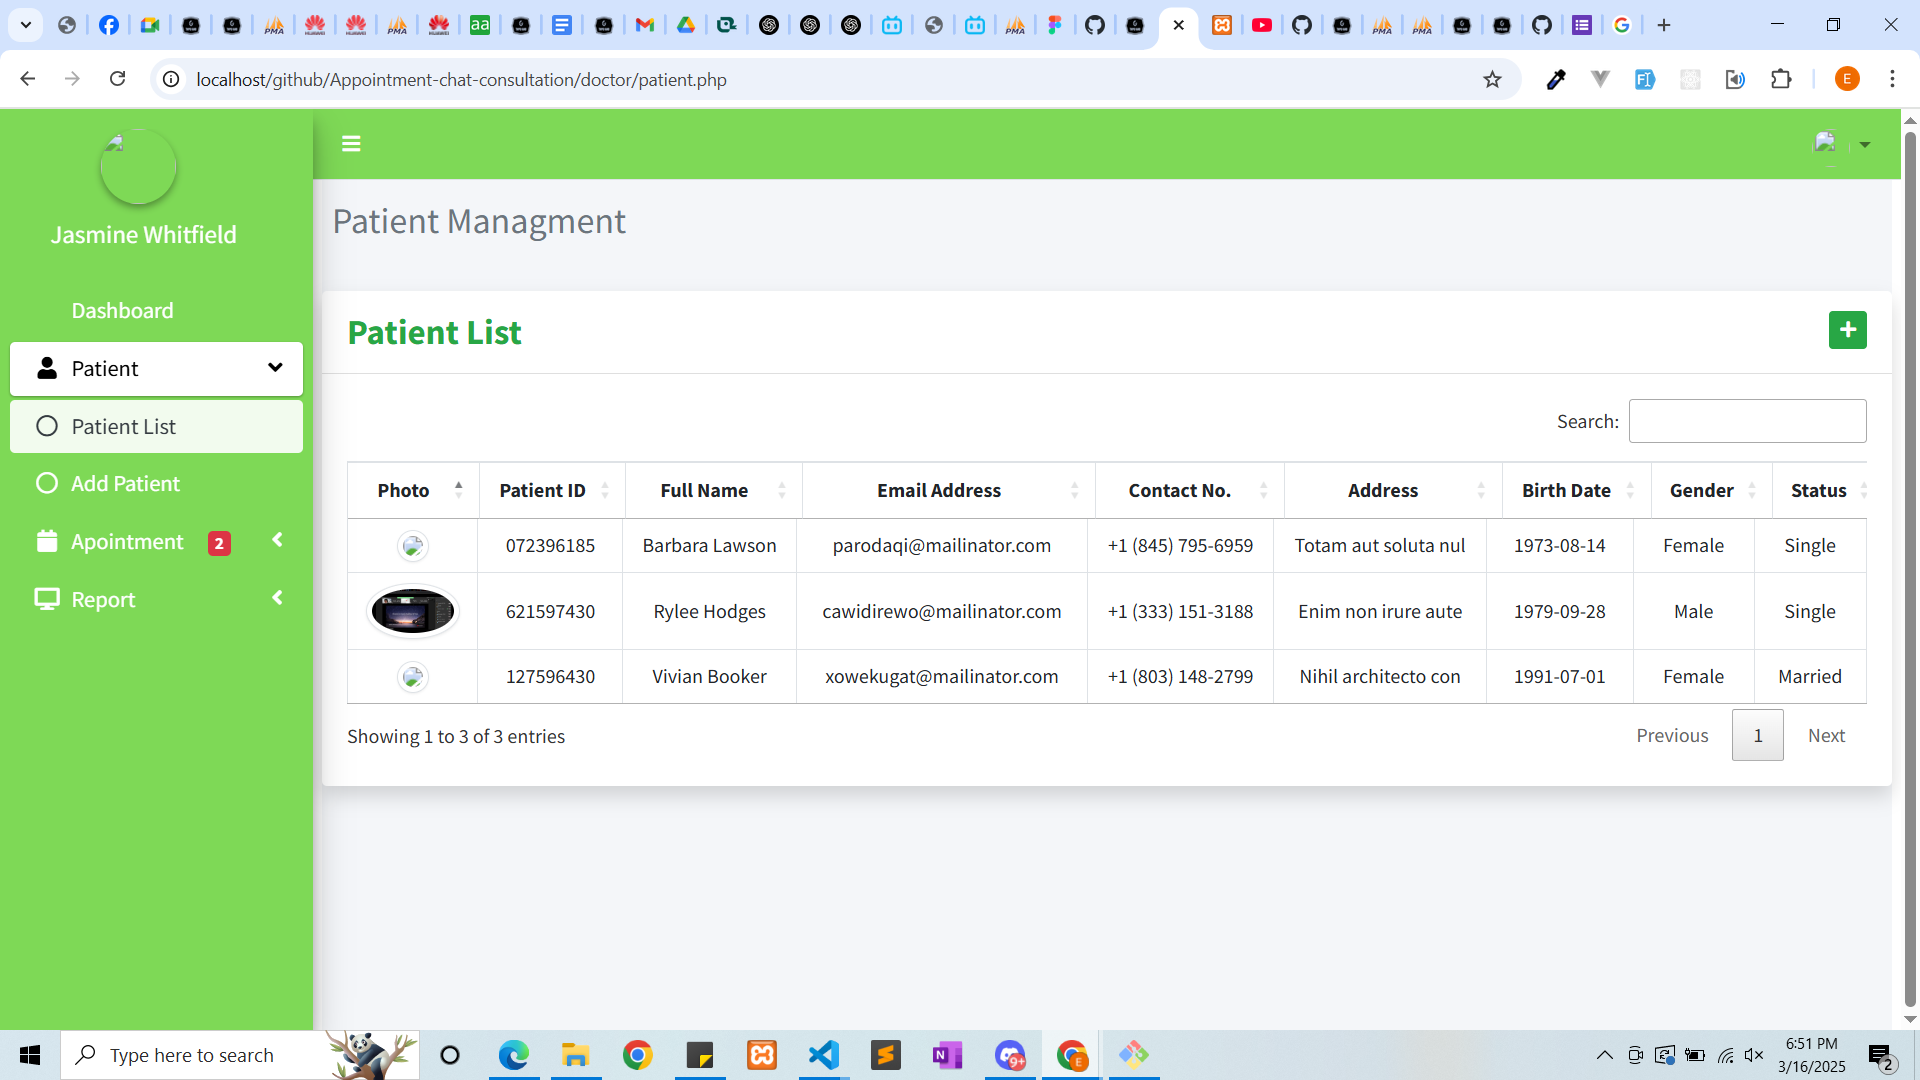 aa
localhost/github/Appointment-chat-consultation/doctor/patient.php
E
Jasmine Whitfield
Dashboard
Patient
Patient List
Add Patient
Apointment 2
Report
Patient Managment
Patient List
Search:
Photo Patient ID Full Name Email Address Contact No. Address Birth Date Gender Status
072396185 Barbara Lawson parodaqi@mailinator.com +1 (845) 795-6959 Totam aut soluta nul 1973-08-14 Female Single
621597430 Rylee Hodges cawidirewo@mailinator.com +1 (333) 151-3188 Enim non irure aute 1979-09-28 Male Single
127596430 Vivian Booker xowekugat@mailinator.com +1 (803) 148-2799 Nihil architecto con 1991-07-01 Female Married
Showing 1 to 3 of 3 entries
Previous 1 Next
Type here to search
9+
E
6:51 PM
3/16/2025
2